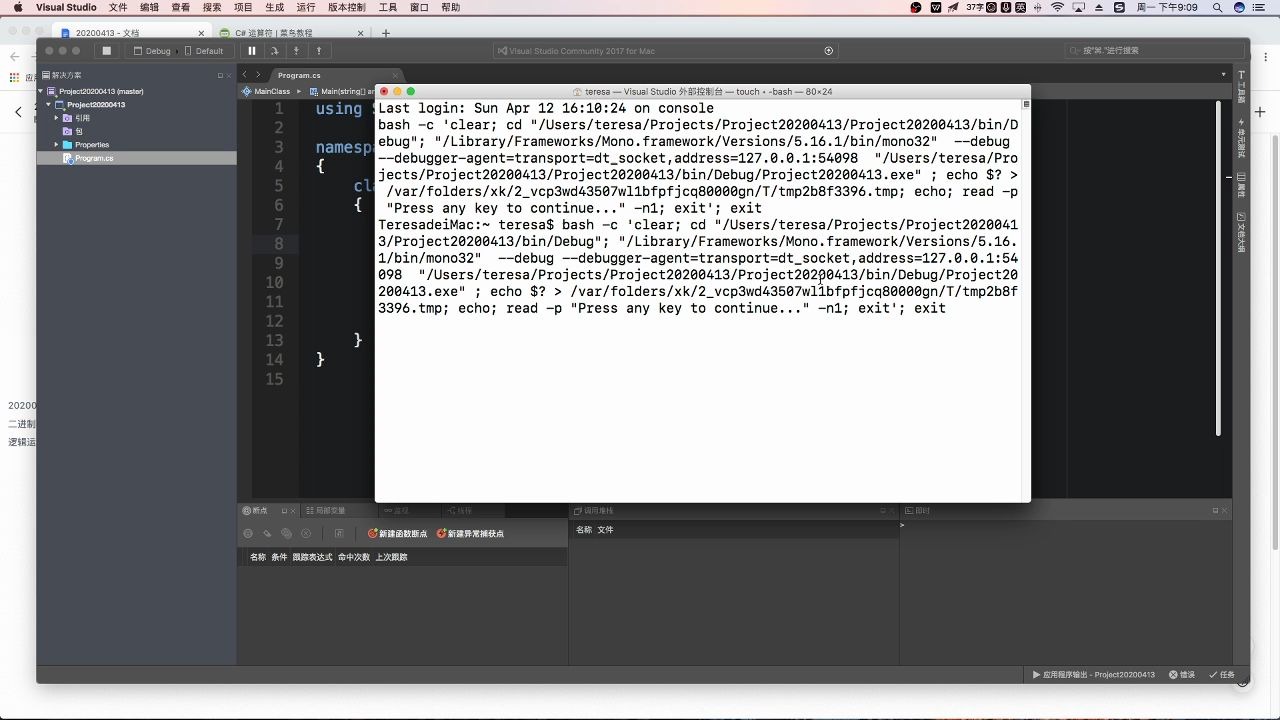 Visual Studio 文件 编辑 查看 搜索 项目 生成 运行 版本控制 工具 窗口 帮助 37字 英 周一 下午9:09
20200413 - 文档 C# 运算符 | 菜鸟教程
Debug Default Visual Studio Community 2017 for Mac 按"⌘."进行搜索
解决方案 Program.cs
MainClass Main(string[] ar
Project20200413 (master)
Project20200413
引用
包
Properties
Program.cs
1 using S
2
3 namespa
4 {
5 cla
6 {
7
8
9
10
11
12
13 }
14 }
15
teresa — Visual Studio 外部控制台 — touch • -bash — 80×24
Last login: Sun Apr 12 16:10:24 on console
bash -c 'clear; cd "/Users/teresa/Projects/Project20200413/Project20200413/bin/D
ebug"; "/Library/Frameworks/Mono.framework/Versions/5.16.1/bin/mono32" --debug
--debugger-agent=transport=dt_socket,address=127.0.0.1:54098 "/Users/teresa/Pro
jects/Project20200413/Project20200413/bin/Debug/Project20200413.exe" ; echo $? >
/var/folders/xk/2_vcp3wd43507wl1bfpfjcq80000gn/T/tmp2b8f3396.tmp; echo; read -p
"Press any key to continue..." -n1; exit'; exit
TeresadeiMac:~ teresa$ bash -c 'clear; cd "/Users/teresa/Projects/Project2020041
3/Project20200413/bin/Debug"; "/Library/Frameworks/Mono.framework/Versions/5.16.
1/bin/mono32" --debug --debugger-agent=transport=dt_socket,address=127.0.0.1:54
098 "/Users/teresa/Projects/Project20200413/Project20200413/bin/Debug/Project20
200413.exe" ; echo $? > /var/folders/xk/2_vcp3wd43507wl1bfpfjcq80000gn/T/tmp2b8f
3396.tmp; echo; read -p "Press any key to continue..." -n1; exit'; exit
工具箱
单元测试
属性
文档大纲
20200
二进制
逻辑运
断点 局部变量 监视 线程 调用堆栈 即时
新建函数断点 新建异常捕获点
名称 文件
>
名称 条件 跟踪表达式 命中次数 上次跟踪
应用程序输出 - Project20200413 错误 任务